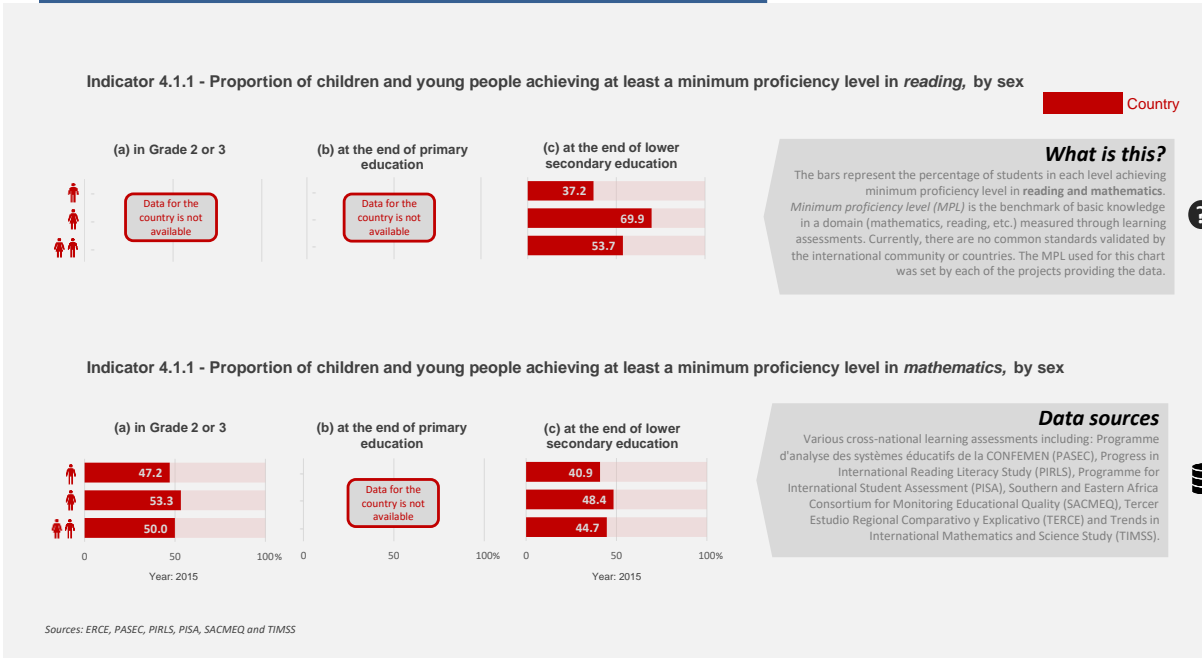 Indicator 4.1.1 - Proportion of children and young people achieving at least a minimum proficiency level in reading, by sex
Country
(a) in Grade 2 or 3
Data for the
country is not
available
(b) at the end of primary
education
Data for the
country is not
available
(c) at the end of lower
secondary education
37.2
69.9
53.7
What is this?
The bars represent the percentage of students in each level achieving
minimum proficiency level in reading and mathematics.
Minimum proficiency level (MPL) is the benchmark of basic knowledge
in a domain (mathematics, reading, etc.) measured through learning
assessments. Currently, there are no common standards validated by
the international community or countries. The MPL used for this chart
was set by each of the projects providing the data.
?
Indicator 4.1.1 - Proportion of children and young people achieving at least a minimum proficiency level in mathematics, by sex
(a) in Grade 2 or 3
47.2
53.3
50.0
0 50 100%
Year: 2015
(b) at the end of primary
education
Data for the
country is not
available
0 50 100%
(c) at the end of lower
secondary education
40.9
48.4
44.7
0 50 100%
Year: 2015
Data sources
Various cross-national learning assessments including: Programme
d'analyse des systèmes éducatifs de la CONFEMEN (PASEC), Progress in
International Reading Literacy Study (PIRLS), Programme for
International Student Assessment (PISA), Southern and Eastern Africa
Consortium for Monitoring Educational Quality (SACMEQ), Tercer
Estudio Regional Comparativo y Explicativo (TERCE) and Trends in
International Mathematics and Science Study (TIMSS).
Sources: ERCE, PASEC, PIRLS, PISA, SACMEQ and TIMSS